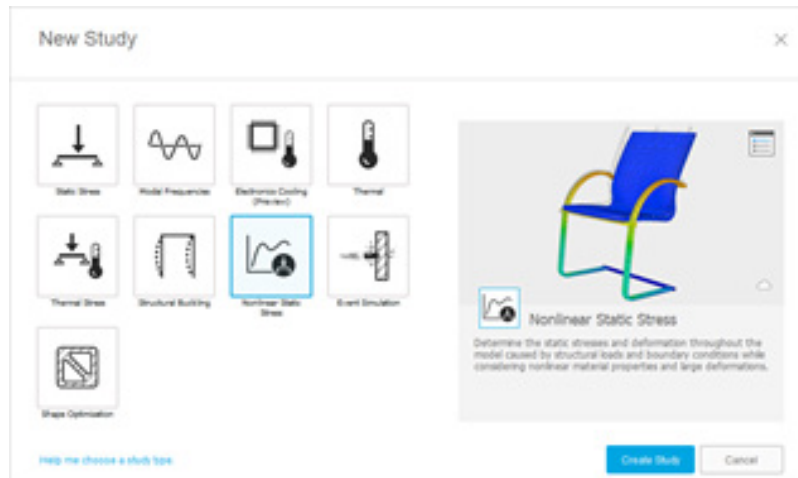 New Study
Static Stress
Modal Frequencies
Electronics Cooling
(Preview)
Thermal
Thermal Stress
Structural Buckling
Nonlinear Static
Stress
Event Simulation
Shape Optimization
Nonlinear Static Stress
Determine the static stresses and deformation throughout the
model caused by structural loads and boundary conditions while
considering nonlinear material properties and large deformations.
Help me choose a study type.
Create Study
Cancel